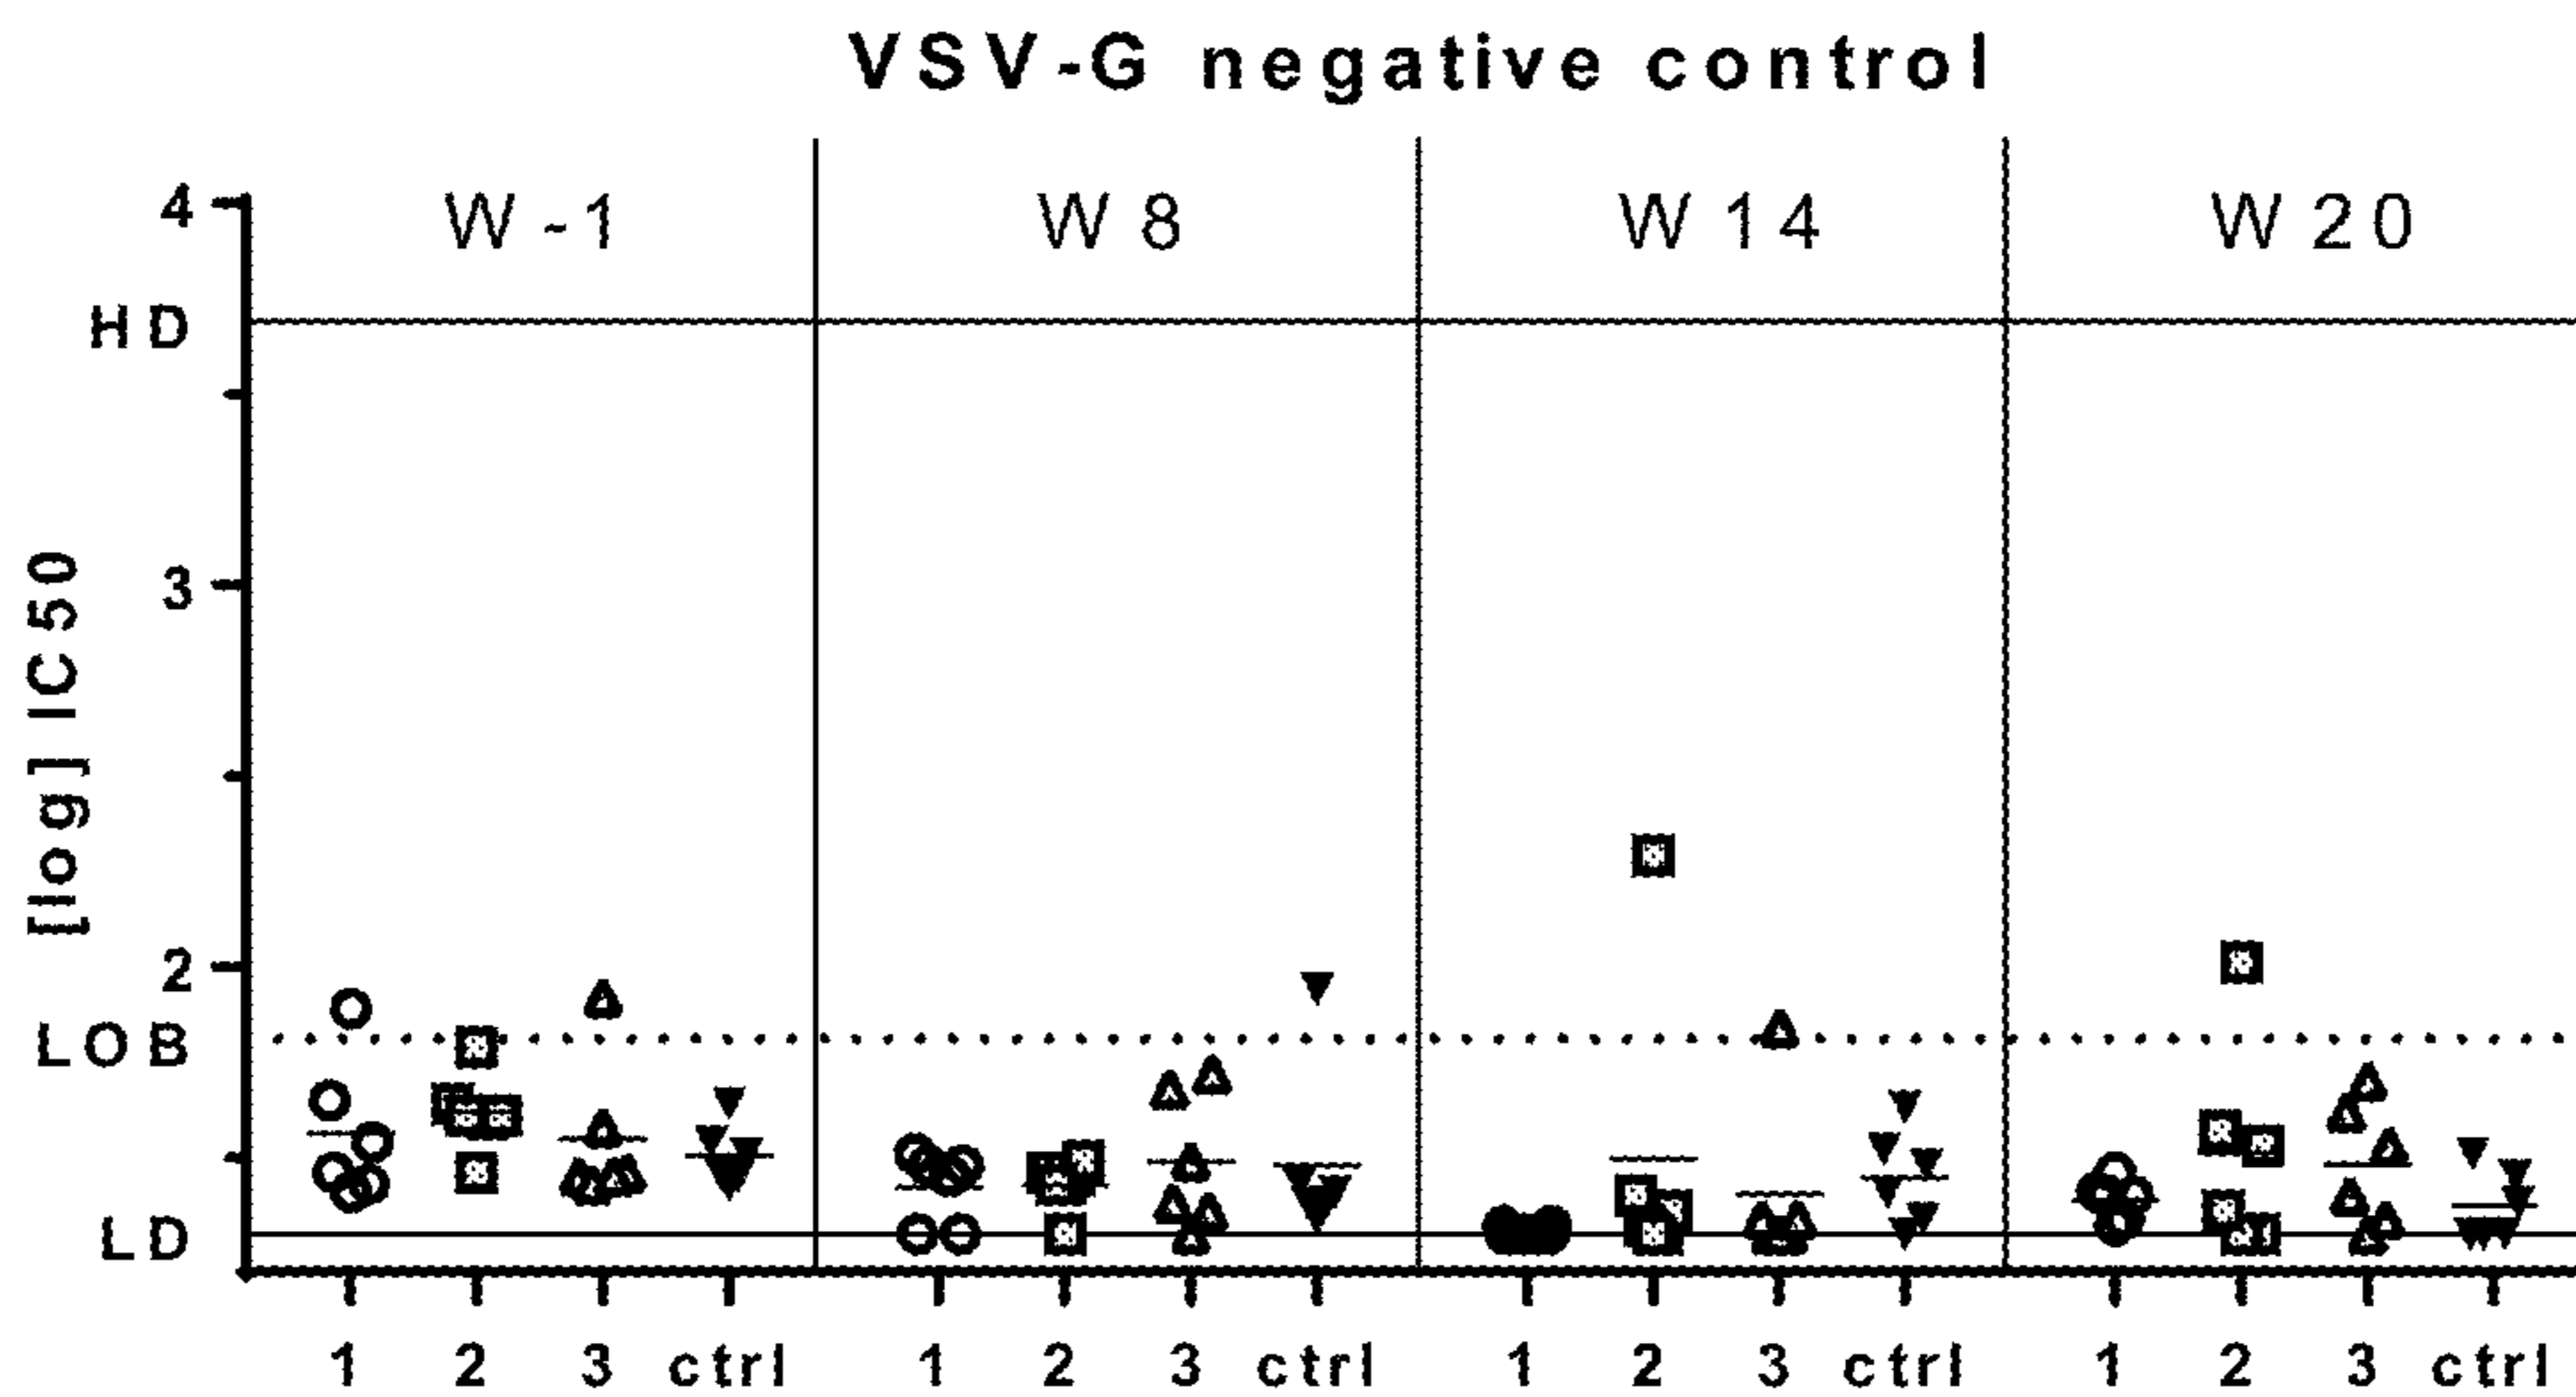 VSV-G negative control
W -1 W 8 W 14 W 20
4
HD
3
2
LOB
LD
[log] IC50
1 2 3 ctrl 1 2 3 ctrl 1 2 3 ctrl 1 2 3 ctrl